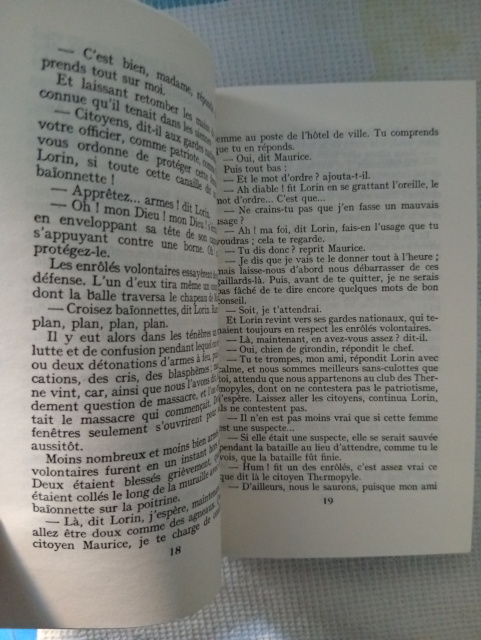 — C'est bien, madame,
prends tout sur moi.
Et laissant retomber les mains de
connue qu'il tenait dans les siennes
— Citoyens, dit-il aux gardes
votre officier, comme patriote,
vous ordonne de protéger cette
Lorin, si toute cette canaille
baïonnette !
— Apprêtez... armes ! dit Lorin.
— Oh ! mon Dieu ! mon Dieu !
en enveloppant sa tête de son
s'appuyant contre une borne. Oh
protégez-le.
Les enrôlés volontaires essayèrent
défense. L'un d'eux tira même un
dont la balle traversa le chapeau de
— Croisez baïonnettes, dit Lorin.
plan, plan, plan, plan.
Il y eut alors dans les ténèbres
lutte et de confusion pendant lequel
ou deux détonations d'armes à feu,
cations, des cris, des blasphèmes ;
ne vint, car, ainsi que nous l'avons
dement question de massacre, et
tait le massacre qui commençait.
fenêtres seulement s'ouvrirent pour
aussitôt.
Moins nombreux et moins bien armés
volontaires furent en un instant
Deux étaient blessés grièvement,
étaient collés le long de la muraille
baïonnette sur la poitrine.
— Là, dit Lorin, j'espère, maintenant
allez être doux comme des agneaux.
citoyen Maurice, je te charge de
18
emme au poste de l'hôtel de ville. Tu comprends
que tu en réponds.
— Oui, dit Maurice.
Puis tout bas :
— Et le mot d'ordre ? ajouta-t-il.
— Ah diable ! fit Lorin en se grattant l'oreille, le
mot d'ordre... C'est que...
— Ne crains-tu pas que j'en fasse un mauvais
usage ?
— Ah ! ma foi, dit Lorin, fais-en l'usage que tu
voudras ; cela te regarde.
— Tu dis donc ? reprit Maurice.
— Je dis que je vais te le donner tout à l'heure ;
mais laisse-nous d'abord nous débarrasser de ces
gaillards-là. Puis, avant de te quitter, je ne serais
pas fâché de te dire encore quelques mots de bon
conseil.
— Soit, je t'attendrai.
Et Lorin revint vers ses gardes nationaux, qui te-
naient toujours en respect les enrôlés volontaires.
— Là, maintenant, en avez-vous assez ? dit-il.
— Oui, chien de girondin, répondit le chef.
— Tu te trompes, mon ami, répondit Lorin avec
calme, et nous sommes meilleurs sans-culottes que
toi, attendu que nous appartenons au club des Ther-
mopyles, dont on ne contestera pas le patriotisme,
j'espère. Laissez aller les citoyens, continua Lorin,
ils ne contestent pas.
— Il n'en est pas moins vrai que si cette femme
est une suspecte...
— Si elle était une suspecte, elle se serait sauvée
pendant la bataille au lieu d'attendre, comme tu le
vois, que la bataille fût finie.
— Hum ! fit un des enrôlés, c'est assez vrai ce
que dit là le citoyen Thermopyle.
— D'ailleurs, nous le saurons, puisque mon ami
19